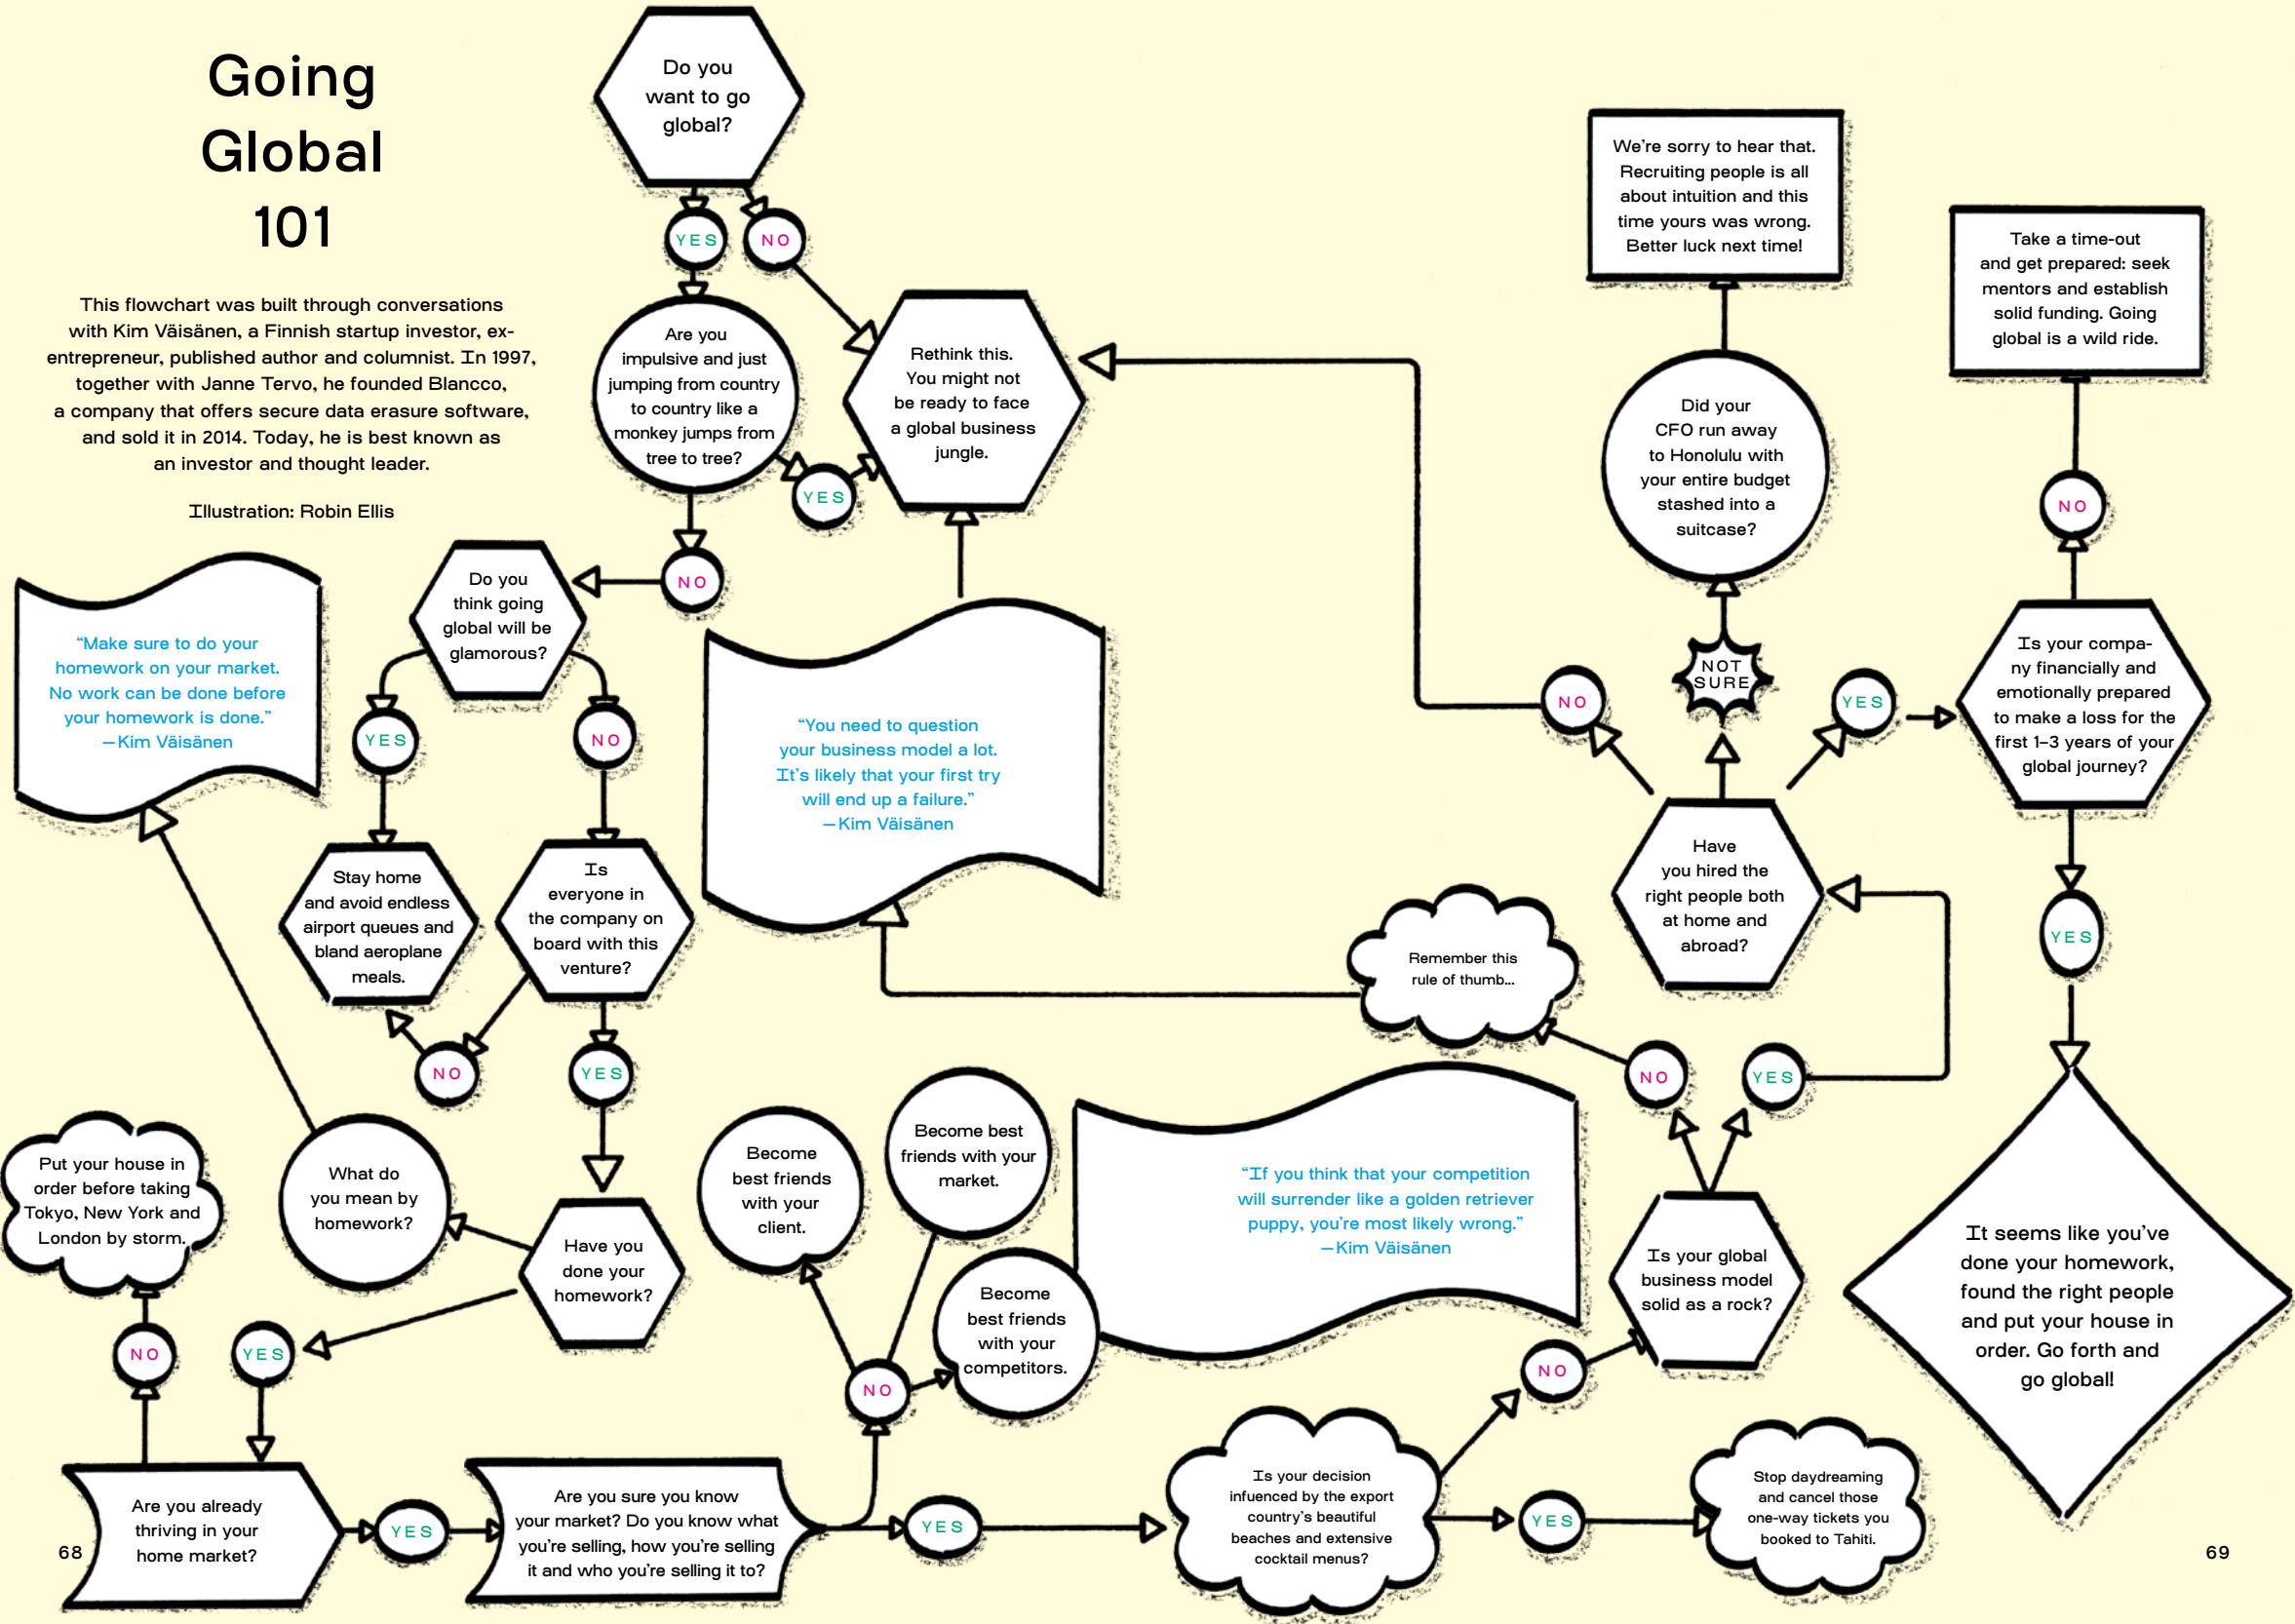 Going
Global
101
This flowchart was built through conversations
with Kim Väisänen, a Finnish startup investor, ex-
entrepreneur, published author and columnist. In 1997,
together with Janne Tervo, he founded Blancco,
a company that offers secure data erasure software,
and sold it in 2014. Today, he is best known as
an investor and thought leader.
Illustration: Robin Ellis
Do you
want to go
global?
YES
NO
Are you
impulsive and just
jumping from country
to country like a
monkey jumps from
tree to tree?
YES
NO
Rethink this.
You might not
be ready to face
a global business
jungle.
Do you
think going
global will be
glamorous?
YES
NO
Stay home
and avoid endless
airport queues and
bland aeroplane
meals.
Is
everyone in
the company on
board with this
venture?
NO
YES
"Make sure to do your
homework on your market.
No work can be done before
your homework is done."
—Kim Väisänen
"You need to question
your business model a lot.
It's likely that your first try
will end up a failure."
—Kim Väisänen
What do
you mean by
homework?
Have you
done your
homework?
Put your house in
order before taking
Tokyo, New York and
London by storm.
NO
YES
Are you already
thriving in your
home market?
YES
Are you sure you know
your market? Do you know what
you're selling, how you're selling
it and who you're selling it to?
NO
Become
best friends
with your
client.
Become best
friends with your
market.
Become
best friends
with your
competitors.
"If you think that your competition
will surrender like a golden retriever
puppy, you're most likely wrong."
—Kim Väisänen
YES
Is your decision
infuenced by the export
country's beautiful
beaches and extensive
cocktail menus?
YES
Stop daydreaming
and cancel those
one-way tickets you
booked to Tahiti.
NO
Is your global
business model
solid as a rock?
NO
YES
Remember this
rule of thumb...
Have
you hired the
right people both
at home and
abroad?
NO
NOT
SURE
YES
Did your
CFO run away
to Honolulu with
your entire budget
stashed into a
suitcase?
We're sorry to hear that.
Recruiting people is all
about intuition and this
time yours was wrong.
Better luck next time!
Is your compa-
ny financially and
emotionally prepared
to make a loss for the
first 1–3 years of your
global journey?
NO
Take a time-out
and get prepared: seek
mentors and establish
solid funding. Going
global is a wild ride.
YES
It seems like you've
done your homework,
found the right people
and put your house in
order. Go forth and
go global!
68
69